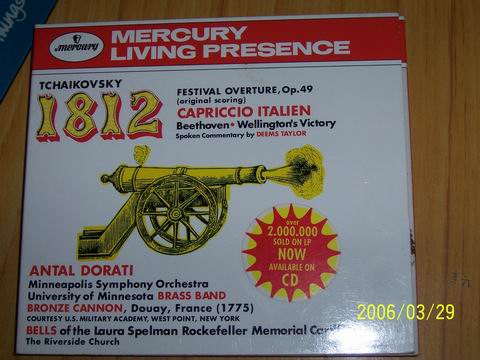 mercury
MERCURY
LIVING PRESENCE
TCHAIKOVSKY
1812
FESTIVAL OVERTURE, Op.49
(original scoring)
CAPRICCIO ITALIEN
Beethoven • Wellington's Victory
Spoken Commentary by DEEMS TAYLOR
over
2.000.000
SOLD ON LP
NOW
AVAILABLE ON
CD
ANTAL DORATI
Minneapolis Symphony Orchestra
University of Minnesota BRASS BAND
BRONZE CANNON, Douay, France (1775)
COURTESY U.S. MILITARY ACADEMY, WEST POINT, NEW YORK
BELLS of the Laura Spelman Rockefeller Memorial
The Riverside Church
2006/03/29